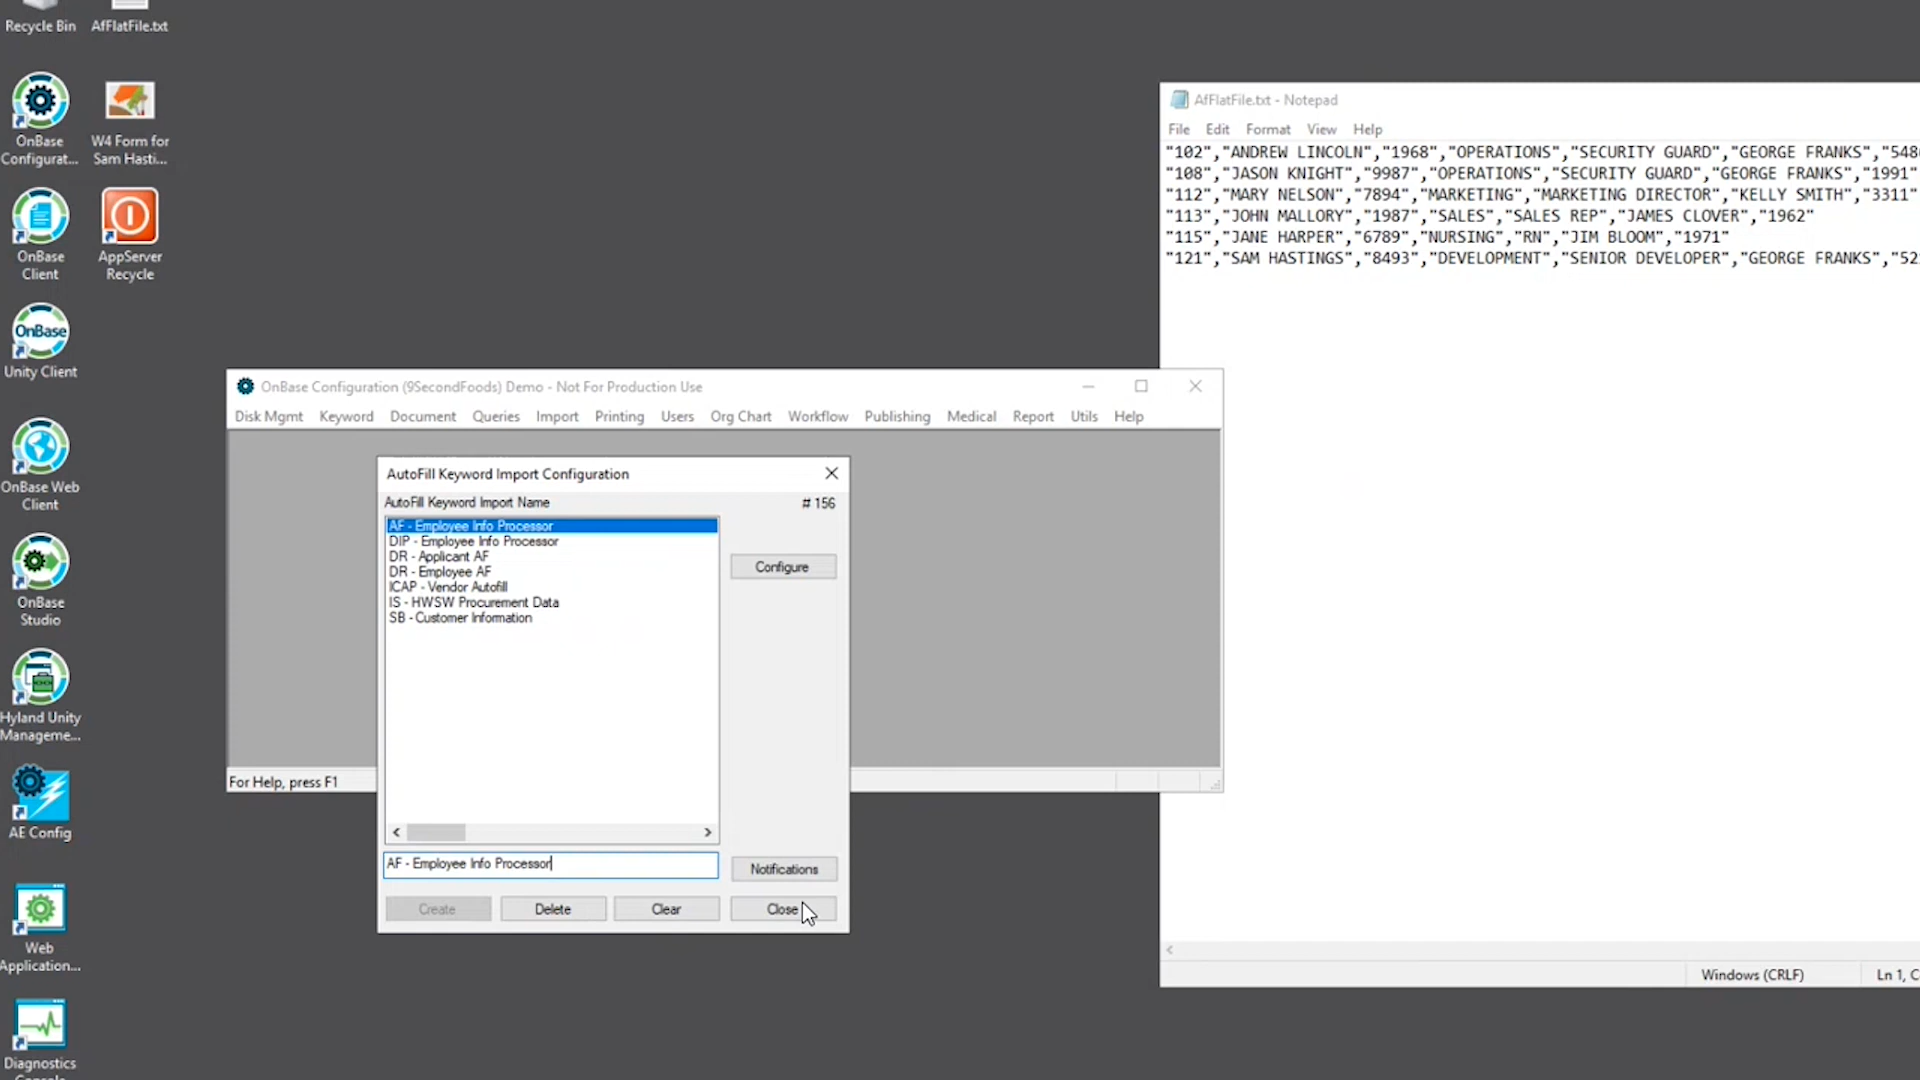 Recycle Bin
AfFlatFile.txt
OnBase
Configurat...
W4 Form for
Sam Hasti...
OnBase
Client
AppServer
Recycle
OnBase
Unity Client
OnBase Web
Client
OnBase
Studio
Hyland Unity
Manageme...
AE Config
Web
Application...
Diagnostics
AfFlatFile.txt - Notepad
File Edit Format View Help
"102","ANDREW LINCOLN","1968","OPERATIONS","SECURITY GUARD","GEORGE FRANKS","548
"108","JASON KNIGHT","9987","OPERATIONS","SECURITY GUARD","GEORGE FRANKS","1991"
"112","MARY NELSON","7894","MARKETING","MARKETING DIRECTOR","KELLY SMITH","3311"
"113","JOHN MALLORY","1987","SALES","SALES REP","JAMES CLOVER","1962"
"115","JANE HARPER","6789","NURSING","RN","JIM BLOOM","1971"
"121","SAM HASTINGS","8493","DEVELOPMENT","SENIOR DEVELOPER","GEORGE FRANKS","52
Windows (CRLF)
Ln 1, C
OnBase Configuration (9SecondFoods) Demo - Not For Production Use
Disk Mgmt Keyword Document Queries Import Printing Users Org Chart Workflow Publishing Medical Report Utils Help
AutoFill Keyword Import Configuration
AutoFill Keyword Import Name
# 156
AF - Employee Info Processor
DIP - Employee Info Processor
DR - Applicant AF
DR - Employee AF
ICAP - Vendor Autofill
IS - HWSW Procurement Data
SB - Customer Information
Configure
AF - Employee Info Processor
Notifications
Create
Delete
Clear
Close
For Help, press F1